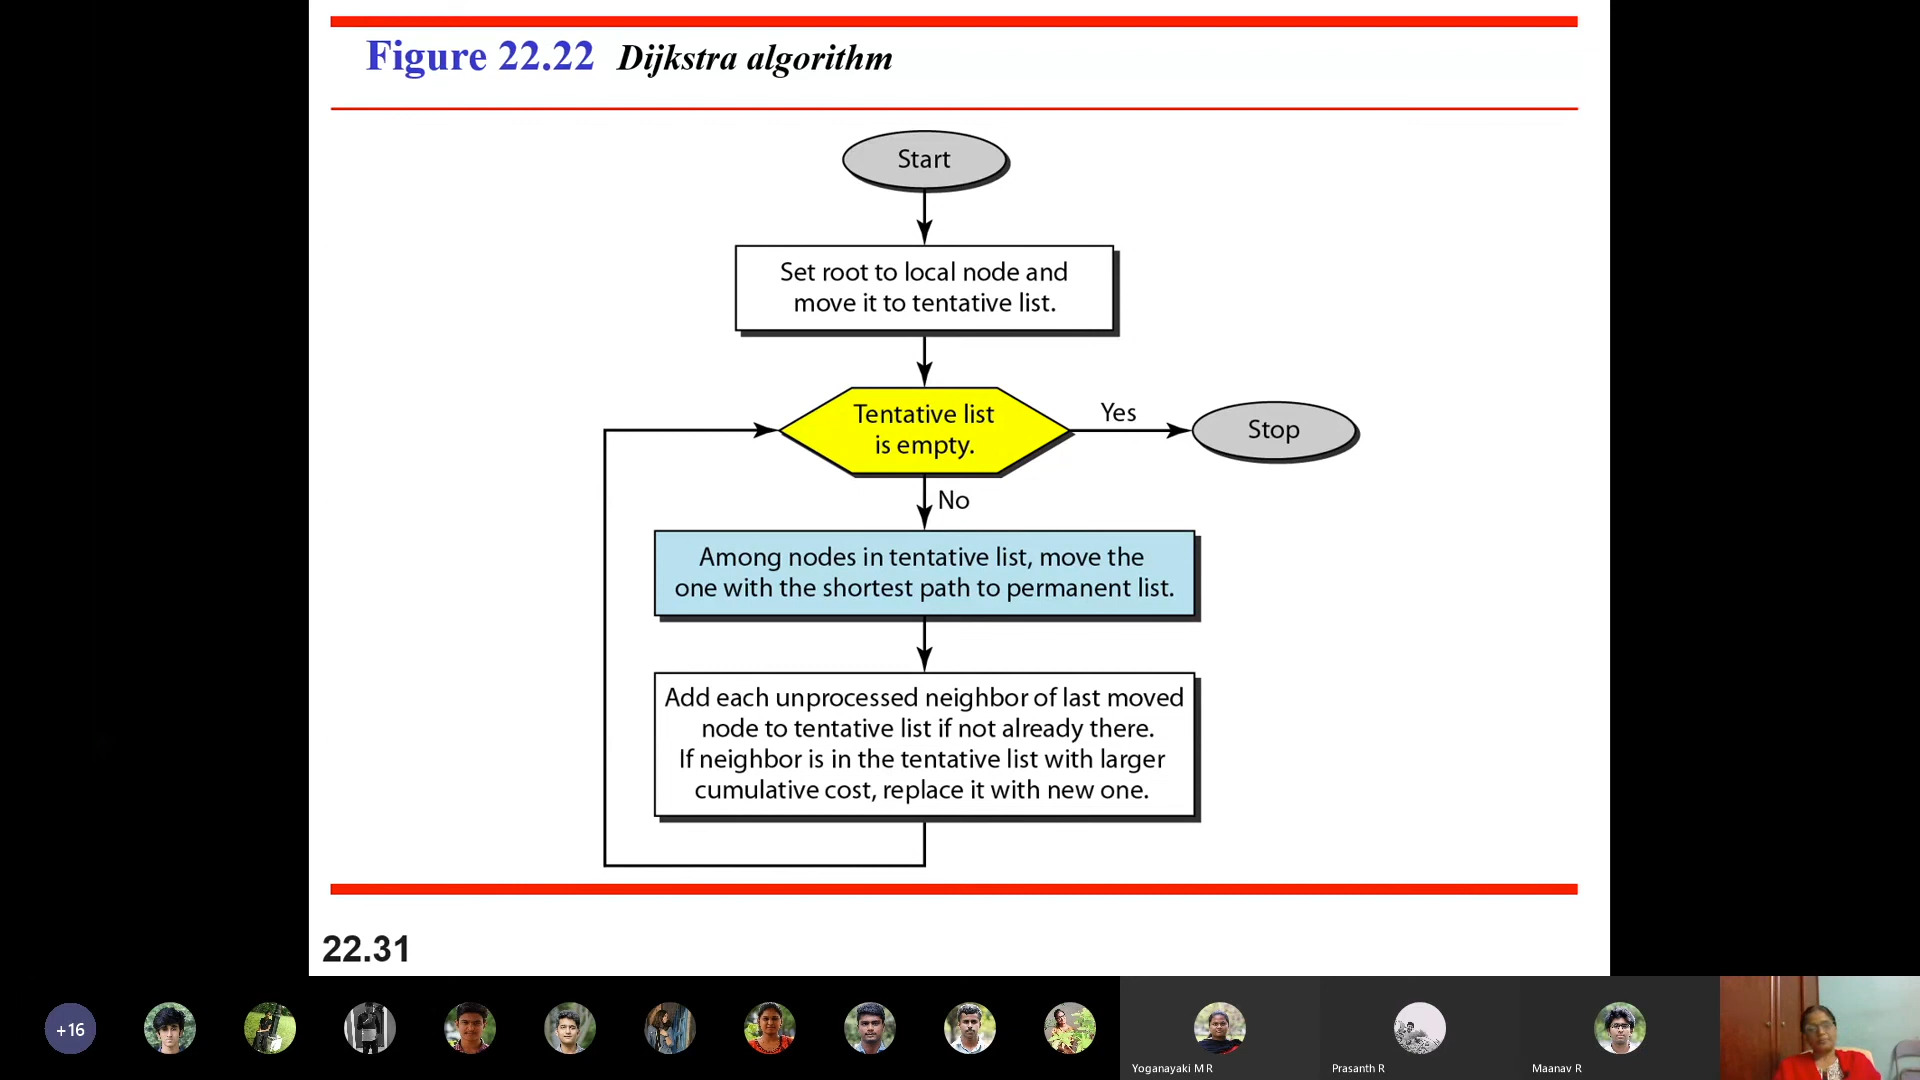 Figure 22.22 Dijkstra algorithm
Start
Set root to local node and
move it to tentative list.
Tentative list
is empty.
Yes
Stop
No
Among nodes in tentative list, move the
one with the shortest path to permanent list.
Add each unprocessed neighbor of last moved
node to tentative list if not already there.
If neighbor is in the tentative list with larger
cumulative cost, replace it with new one.
22.31
+16
Yoganayaki M R
Prasanth R
Maanav R